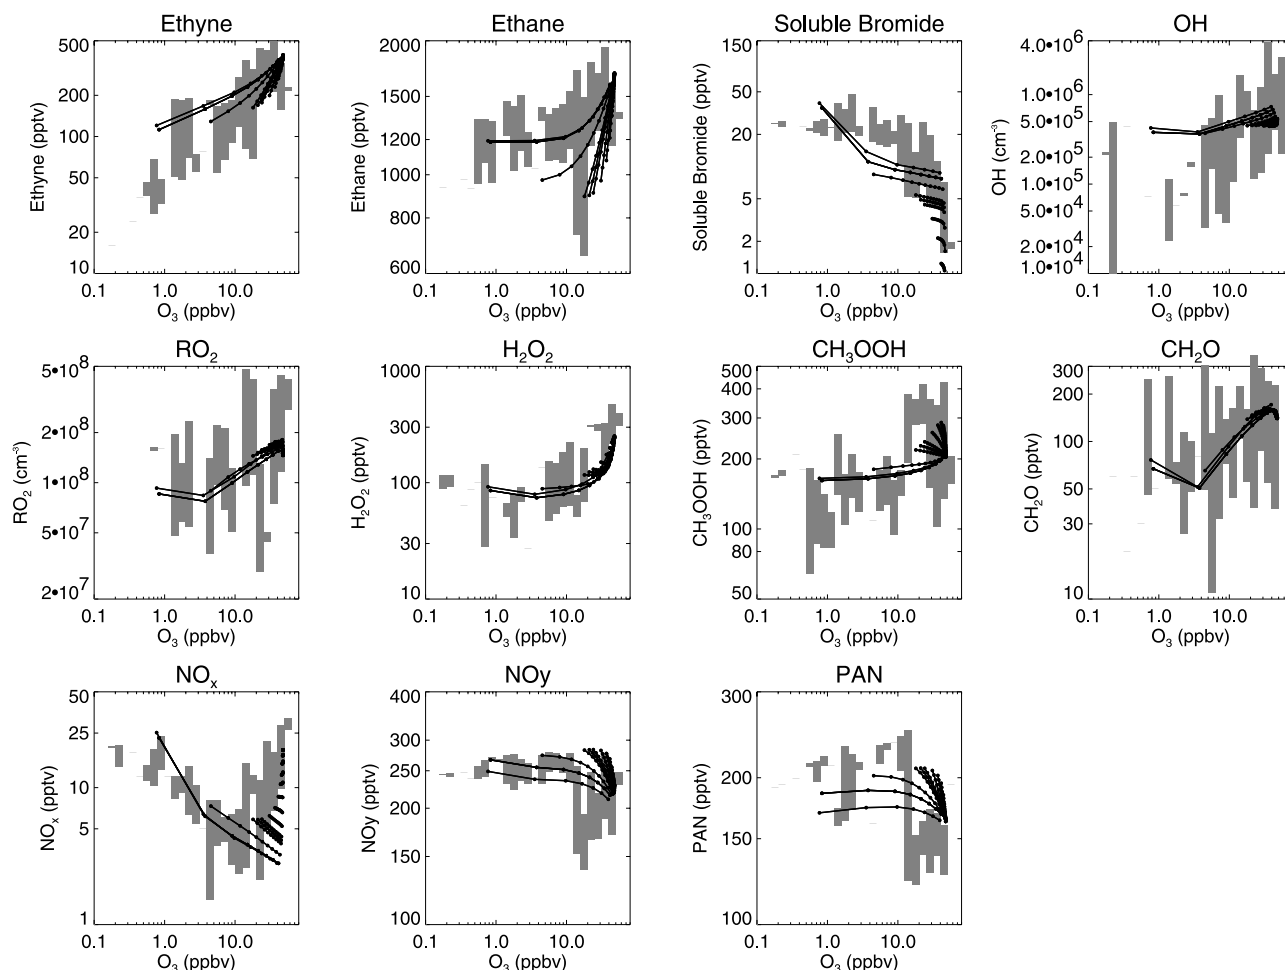 Ethyne
Ethane
Soluble Bromide
OH
500
200
100
50
20
10
Ethyne (pptv)
0.1
1.0
10.0
O₃ (ppbv)
2000
1500
1200
1000
800
600
Ethane (pptv)
0.1
1.0
10.0
O₃ (ppbv)
150
50
20
5
2
1
Soluble Bromide (pptv)
0.1
1.0
10.0
O₃ (ppbv)
4.0•10⁶
1.0•10⁶
5.0•10⁵
2.0•10⁵
1.0•10⁵
5.0•10⁴
2.0•10⁴
1.0•10⁴
OH (cm⁻³)
0.1
1.0
10.0
O₃ (ppbv)
RO₂
H₂O₂
CH₃OOH
CH₂O
5•10⁸
2•10⁸
1•10⁸
5•10⁷
2•10⁷
RO₂ (cm⁻³)
0.1
1.0
10.0
O₃ (ppbv)
1000
300
100
30
10
H₂O₂ (pptv)
0.1
1.0
10.0
O₃ (ppbv)
500
400
300
200
100
80
50
CH₃OOH (pptv)
0.1
1.0
10.0
O₃ (ppbv)
300
200
100
50
30
10
CH₂O (pptv)
0.1
1.0
10.0
O₃ (ppbv)
NOₓ
NOy
PAN
50
25
10
5
1
NOₓ (pptv)
0.1
1.0
10.0
O₃ (ppbv)
400
300
250
200
150
100
NOy (pptv)
0.1
1.0
10.0
O₃ (ppbv)
300
200
150
100
PAN (pptv)
0.1
1.0
10.0
O₃ (ppbv)